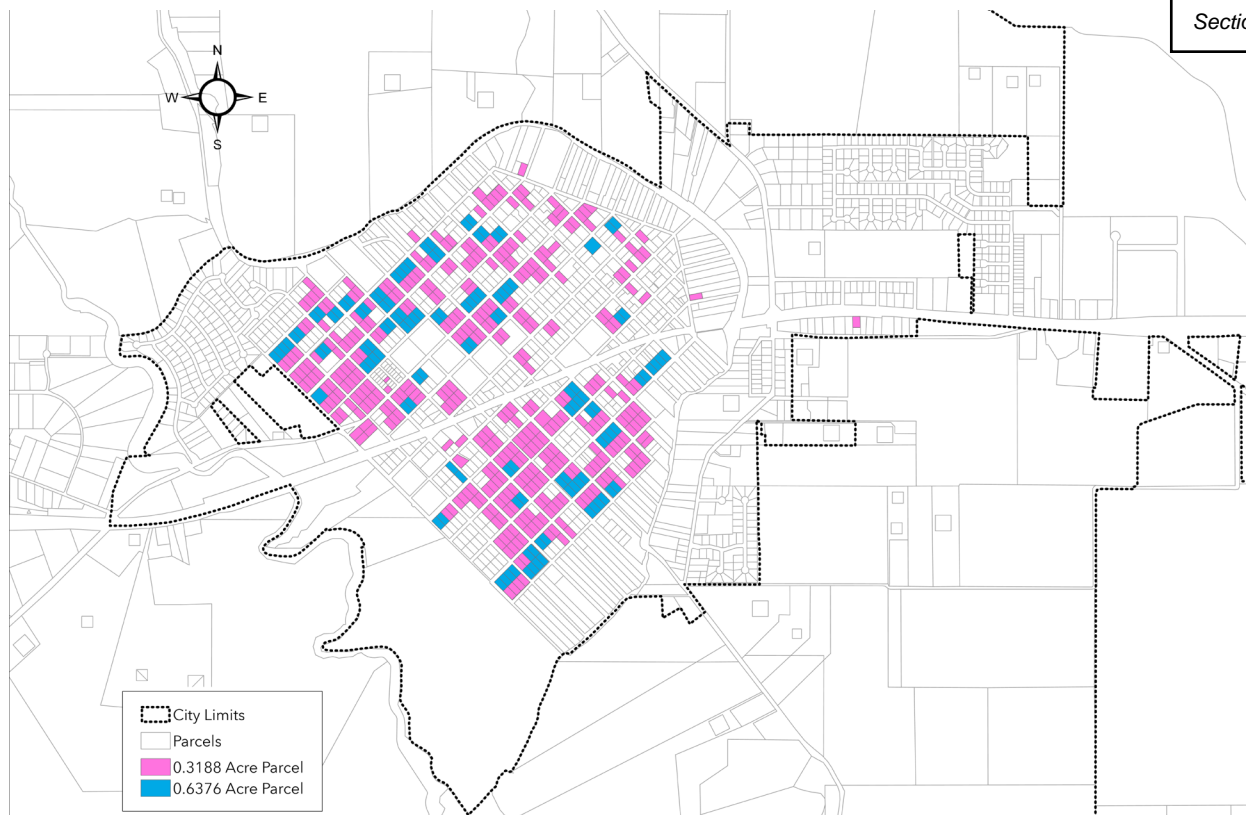 Sectio
N
W E
S
City Limits
Parcels
0.3188 Acre Parcel
0.6376 Acre Parcel